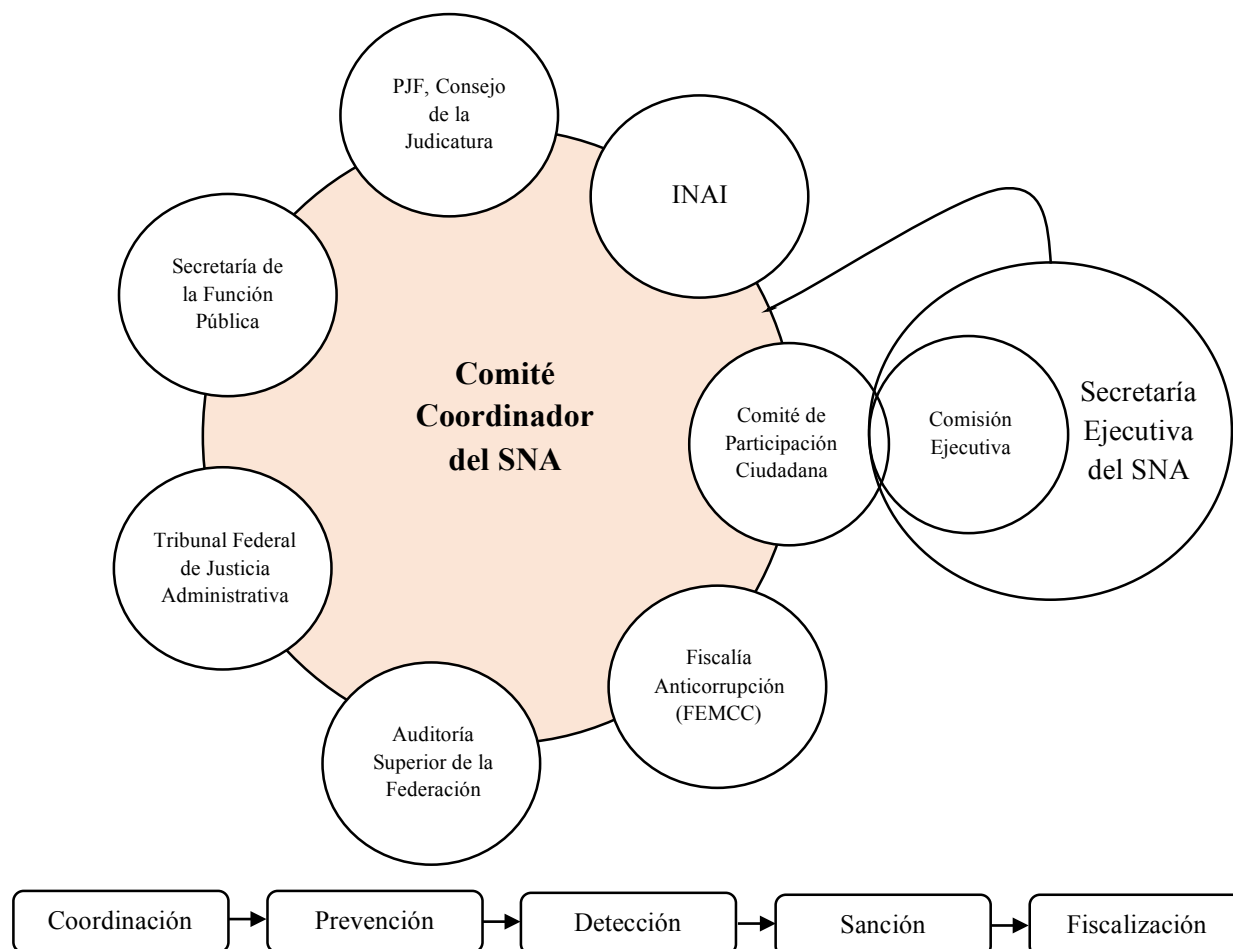 PJF, Consejo
de la
Judicatura
INAI
Secretaría de
la Función
Pública
Comité
Coordinador
del SNA
Comité de
Participación
Ciudadana
Comisión
Ejecutiva
Secretaría
Ejecutiva
del SNA
Tribunal Federal
de Justicia
Administrativa
Fiscalía
Anticorrupción
(FEMCC)
Auditoría
Superior de la
Federación
Coordinación
Prevención
Detección
Sanción
Fiscalización